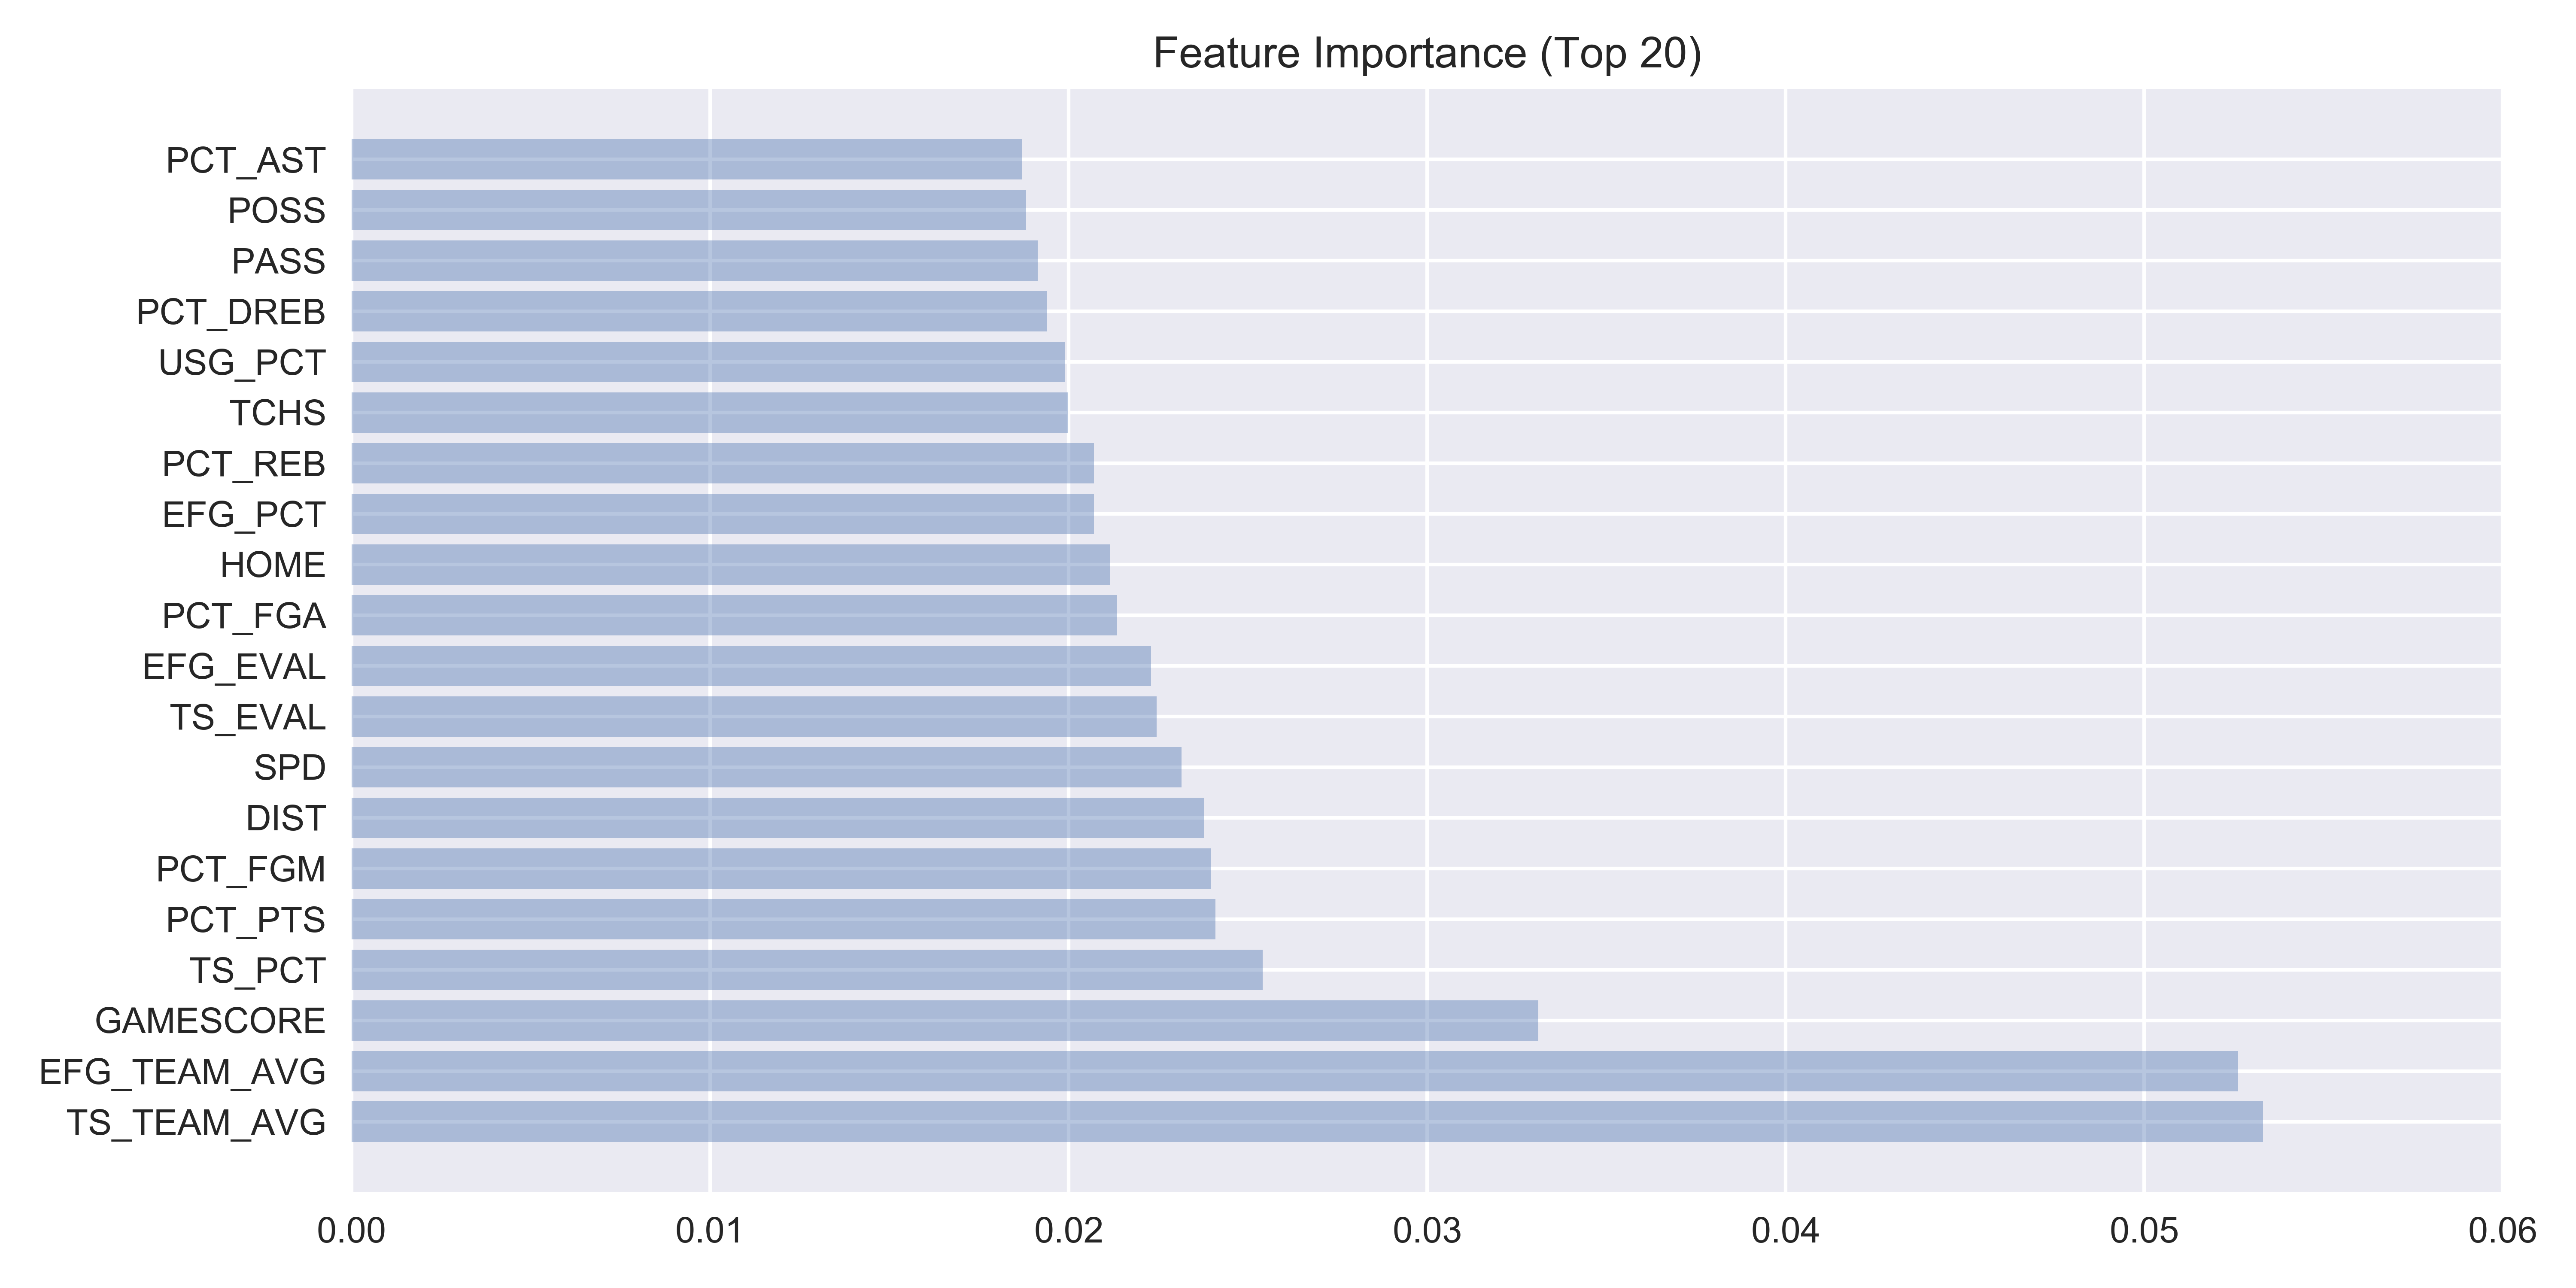 Feature Importance (Top 20)
PCT_AST
POSS
PASS
PCT_DREB
USG_PCT
TCHS
PCT_REB
EFG_PCT
HOME
PCT_FGA
EFG_EVAL
TS_EVAL
SPD
DIST
PCT_FGM
PCT_PTS
TS_PCT
GAMESCORE
EFG_TEAM_AVG
TS_TEAM_AVG
0.00 0.01 0.02 0.03 0.04 0.05 0.06